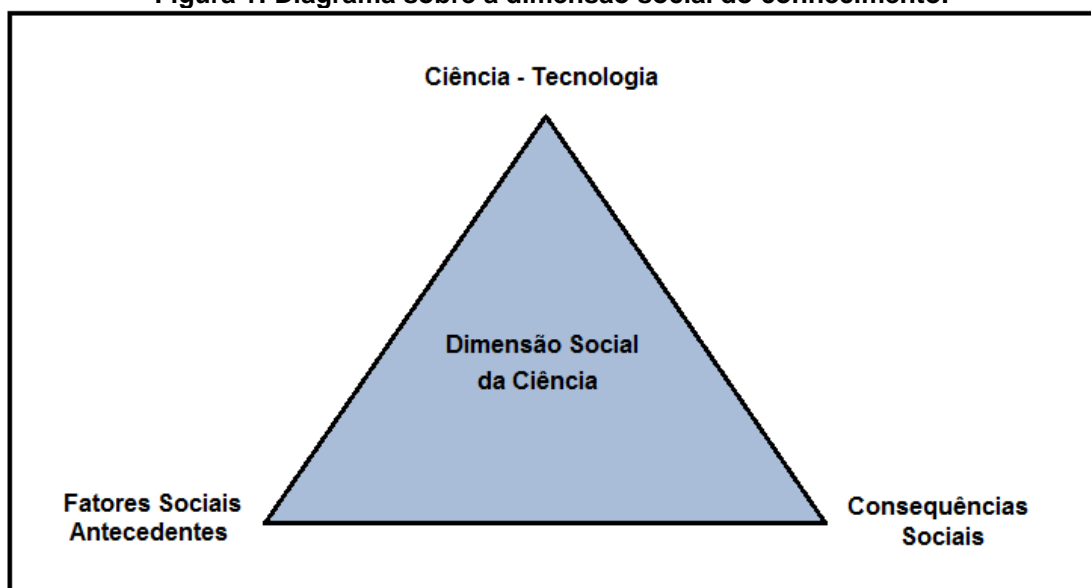 Figura 1: Diagrama sobre a dimensão social do conhecimento.
Ciência - Tecnologia
Dimensão Social
da Ciência
Fatores Sociais
Antecedentes
Consequências
Sociais